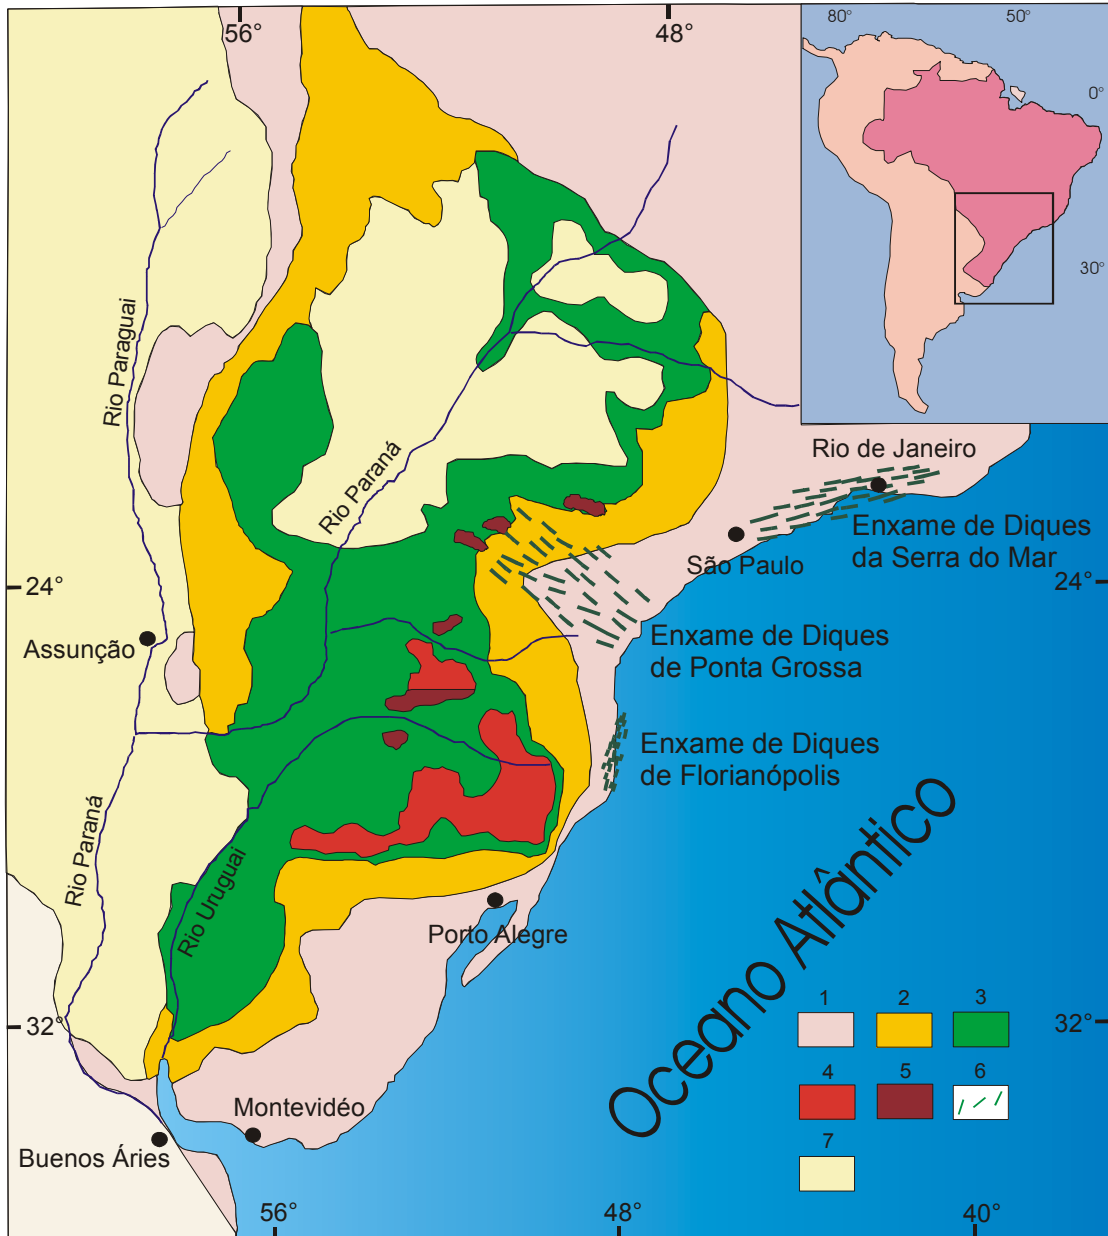 56°
48°
80°
50°
0°
30°
Rio Paraguai
Rio Paraná
Rio de Janeiro
Enxame de Diques
da Serra do Mar
São Paulo
24°
24°
Assunção
Enxame de Diques
de Ponta Grossa
Enxame de Diques
de Florianópolis
Rio Paraná
Rio Uruguai
Porto Alegre
Oceano Atlântico
32°
32°
1
2
3
4
5
6
7
Montevidéo
Buenos Áries
56°
48°
40°